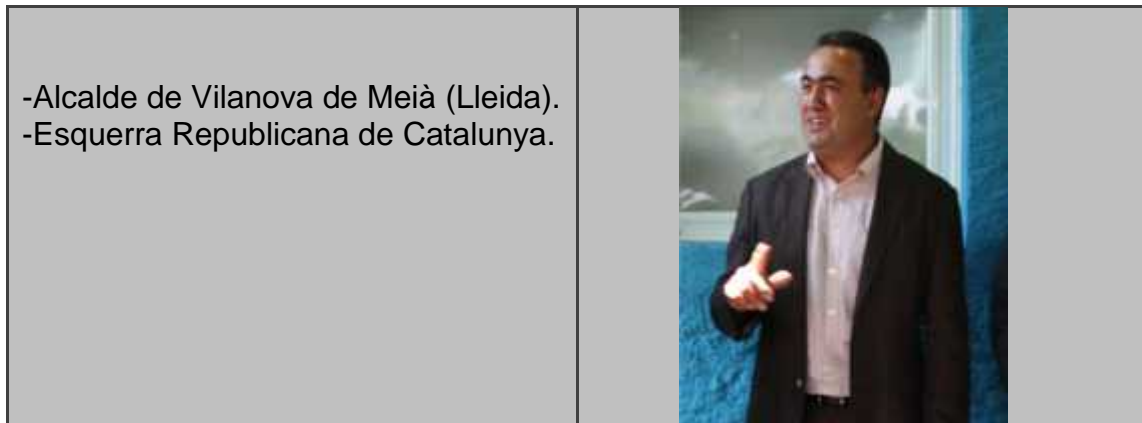 -Alcalde de Vilanova de Meià (Lleida).
-Esquerra Republicana de Catalunya.